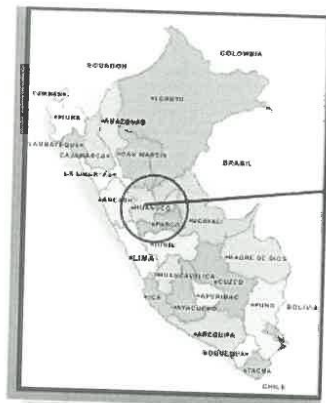 COLOMBIA
ECUADOR
LORETO
TUMBES
PIURA
AMAZONAS
LAMBAYEQUE
CAJAMARCA
SAN MARTIN
BRASIL
LA LIBERTAD
ANCASH
HUANUCO
UCAYALI
PASCO
JUNIN
LIMA
MADRE DE DIOS
HUANCAVELICA
CUZCO
ICA
APURIMAC
AYACUCHO
PUNO
BOLIVIA
AREQUIPA
MOQUEGUA
TACNA
CHILE